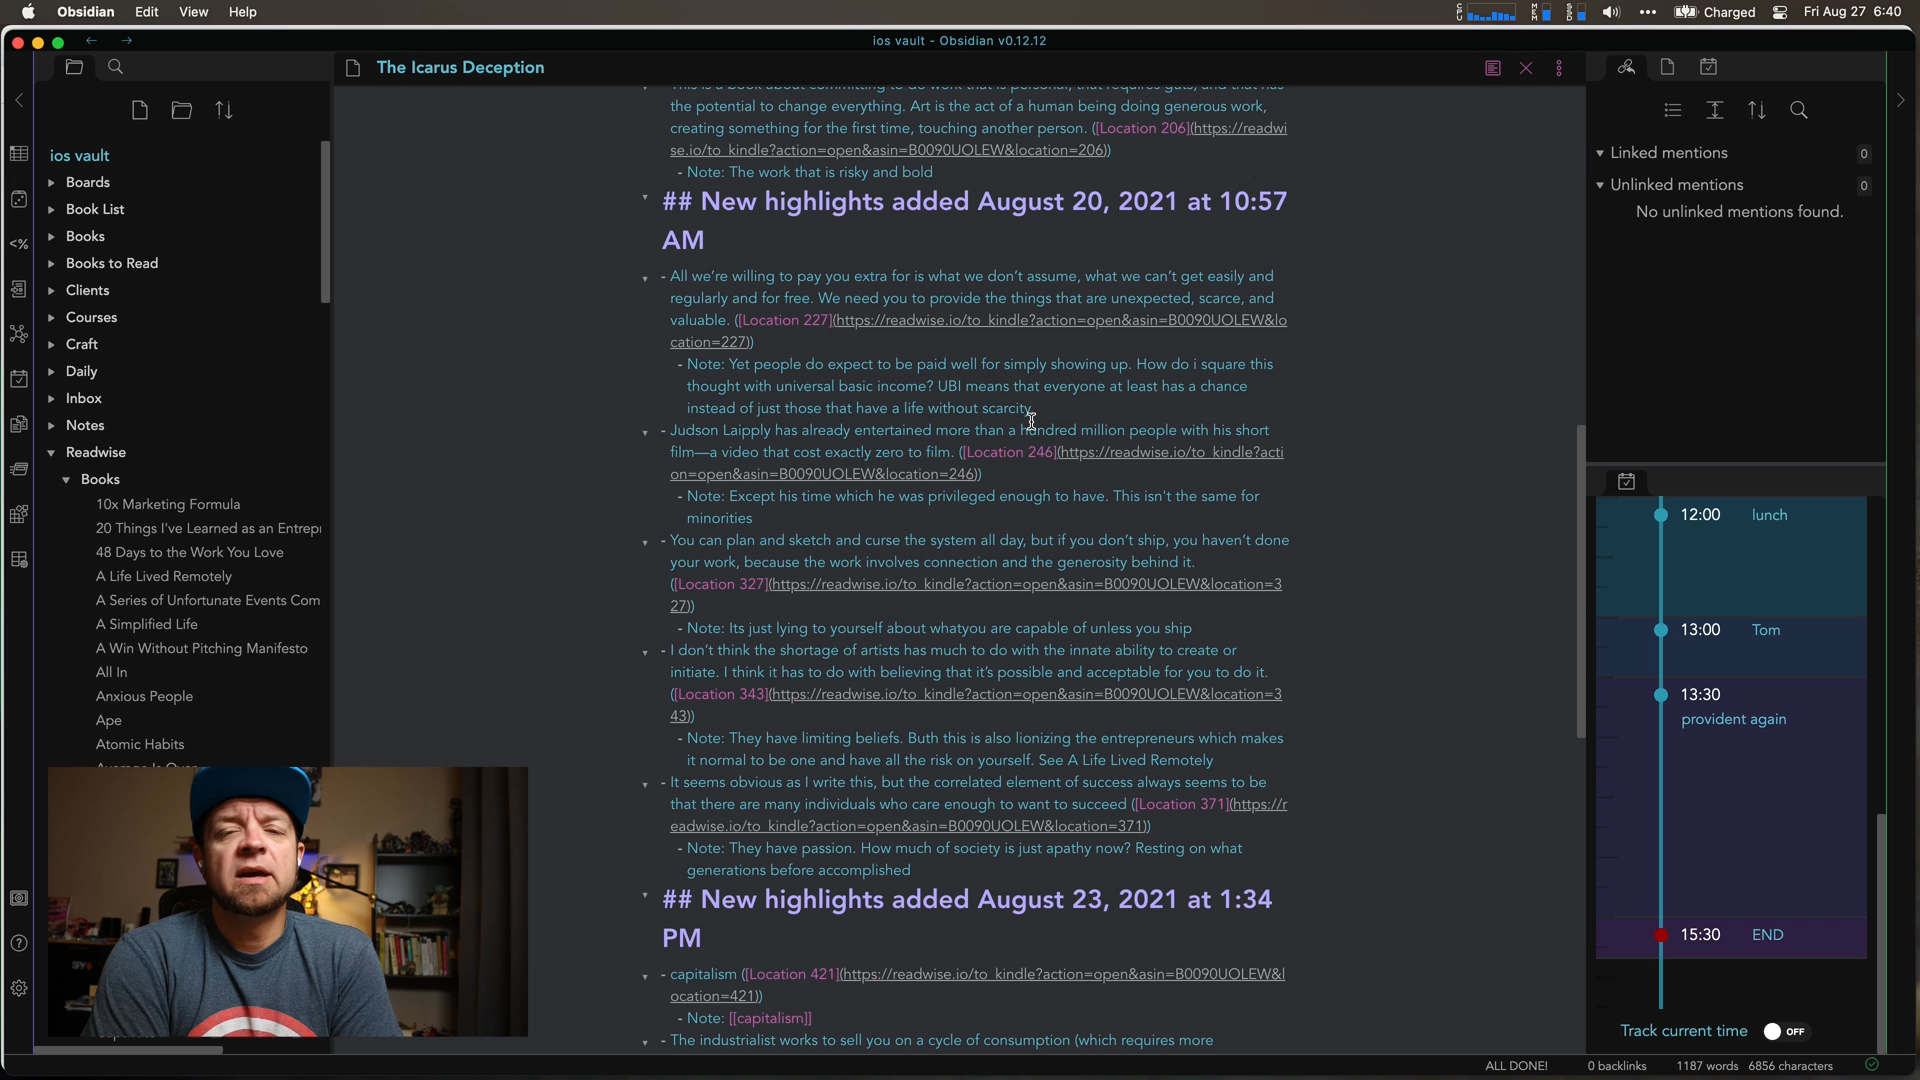 Obsidian Edit View Help
Charged Fri Aug 27 6:40
ios vault - Obsidian v0.12.12
The Icarus Deception
ios vault
Boards
Book List
Books
Books to Read
Clients
Courses
Craft
Daily
Inbox
Notes
Readwise
Books
10x Marketing Formula
20 Things I've Learned as an Entrep
48 Days to the Work You Love
A Life Lived Remotely
A Series of Unfortunate Events Com
A Simplified Life
A Win Without Pitching Manifesto
All In
Anxious People
Ape
Atomic Habits
the potential to change everything. Art is the act of a human being doing generous work,
creating something for the first time, touching another person. ([Location 206](https://readwi
se.io/to_kindle?action=open&asin=B0090UOLEW&location=206))
- Note: The work that is risky and bold
## New highlights added August 20, 2021 at 10:57
AM
- All we're willing to pay you extra for is what we don't assume, what we can't get easily and
regularly and for free. We need you to provide the things that are unexpected, scarce, and
valuable. ([Location 227](https://readwise.io/to_kindle?action=open&asin=B0090UOLEW&lo
cation=227))
- Note: Yet people do expect to be paid well for simply showing up. How do i square this
thought with universal basic income? UBI means that everyone at least has a chance
instead of just those that have a life without scarcity.
- Judson Laipply has already entertained more than a hundred million people with his short
film—a video that cost exactly zero to film. ([Location 246](https://readwise.io/to_kindle?acti
on=open&asin=B0090UOLEW&location=246))
- Note: Except his time which he was privileged enough to have. This isn't the same for
minorities
- You can plan and sketch and curse the system all day, but if you don't ship, you haven't done
your work, because the work involves connection and the generosity behind it.
([Location 327](https://readwise.io/to_kindle?action=open&asin=B0090UOLEW&location=3
27))
- Note: Its just lying to yourself about whatyou are capable of unless you ship
- I don't think the shortage of artists has much to do with the innate ability to create or
initiate. I think it has to do with believing that it's possible and acceptable for you to do it.
([Location 343](https://readwise.io/to_kindle?action=open&asin=B0090UOLEW&location=3
43))
- Note: They have limiting beliefs. Buth this is also lionizing the entrepreneurs which makes
it normal to be one and have all the risk on yourself. See A Life Lived Remotely
- It seems obvious as I write this, but the correlated element of success always seems to be
that there are many individuals who care enough to want to succeed ([Location 371](https://r
eadwise.io/to_kindle?action=open&asin=B0090UOLEW&location=371))
- Note: They have passion. How much of society is just apathy now? Resting on what
generations before accomplished
## New highlights added August 23, 2021 at 1:34
PM
- capitalism ([Location 421](https://readwise.io/to_kindle?action=open&asin=B0090UOLEW&l
ocation=421))
- Note: [[capitalism]]
- The industrialist works to sell you on a cycle of consumption (which requires more
Linked mentions 0
Unlinked mentions 0
No unlinked mentions found.
12:00 lunch
13:00 Tom
13:30
provident again
15:30 END
Track current time OFF
ALL DONE! 0 backlinks 1187 words 6856 characters